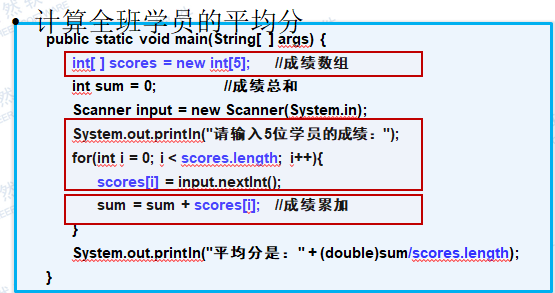 • 计算全班学员的平均分
public static void main(String[ ] args) {
int[ ] scores = new int[5];    //成绩数组
int sum = 0;    //成绩总和
Scanner input = new Scanner(System.in);
System.out.println("请输入5位学员的成绩：");
for(int i = 0; i < scores.length;  i++){
scores[i] = input.nextInt();
sum = sum + scores[i];   //成绩累加
}
System.out.println("平均分是：" + (double)sum/scores.length);
}